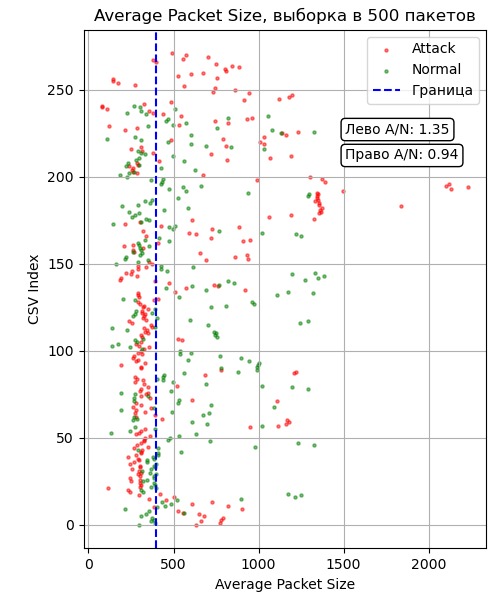 Average Packet Size, выборка в 500 пакетов
Attack
Normal
Граница
Лево A/N: 1.35
Право A/N: 0.94
CSV Index
250
200
150
100
50
0
0 500 1000 1500 2000
Average Packet Size